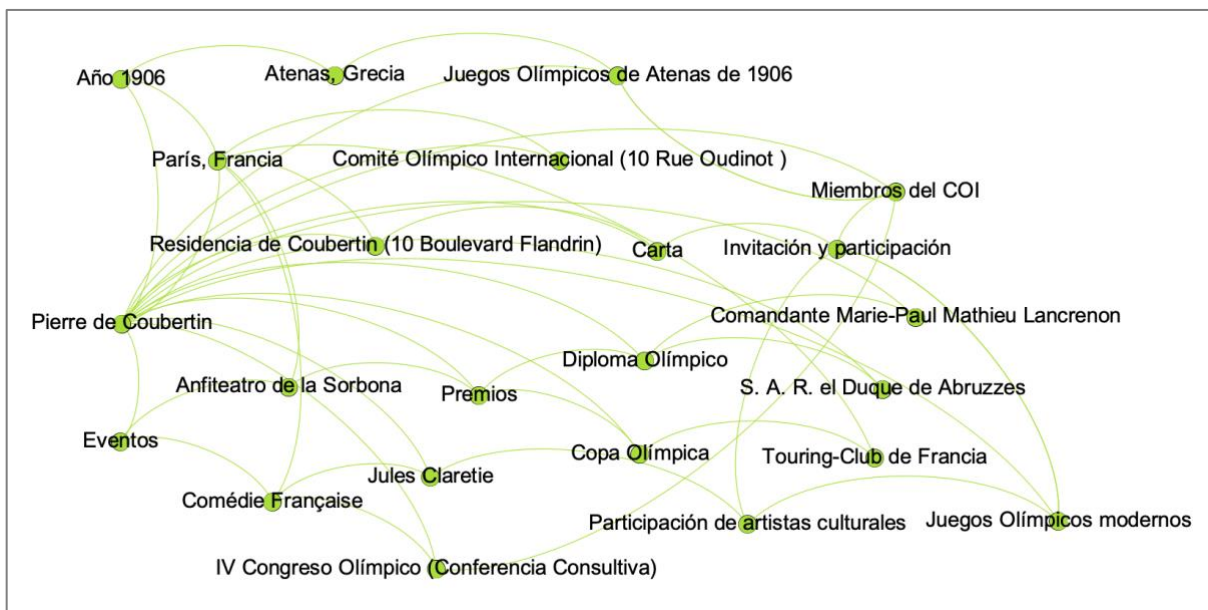 Año 1906
Atenas, Grecia
Juegos Olímpicos de Atenas de 1906
París, Francia
Comité Olímpico Internacional (10 Rue Oudinot )
Miembros del COI
Residencia de Coubertin (10 Boulevard Flandrin)
Carta
Invitación y participación
Pierre de Coubertin
Comandante Marie-Paul Mathieu Lancrenon
Diploma Olímpico
Anfiteatro de la Sorbona
Premios
S. A. R. el Duque de Abruzzes
Eventos
Copa Olímpica
Touring-Club de Francia
Jules Claretie
Comédie Française
Participación de artistas culturales
Juegos Olímpicos modernos
IV Congreso Olímpico (Conferencia Consultiva)